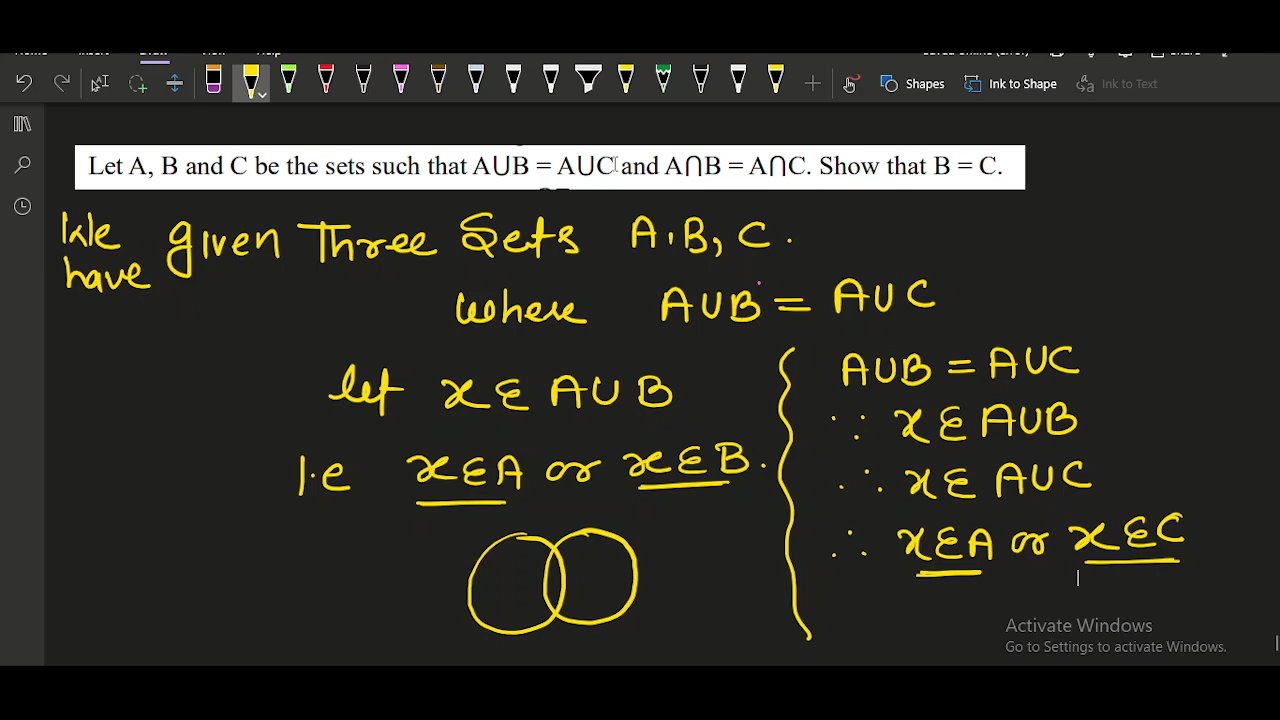 Shapes Ink to Shape Ink to Text
Let A, B and C be the sets such that A∪B = A∪C and A∩B = A∩C. Show that B = C.
We have given Three Sets A, B, C.
where A∪B = A∪C
let x∈A∪B
I.e x∈A or x∈B.
A∪B = A∪C
∵ x∈A∪B
∴ x∈A∪C
∴ x∈A or x∈C
Activate Windows
Go to Settings to activate Windows.